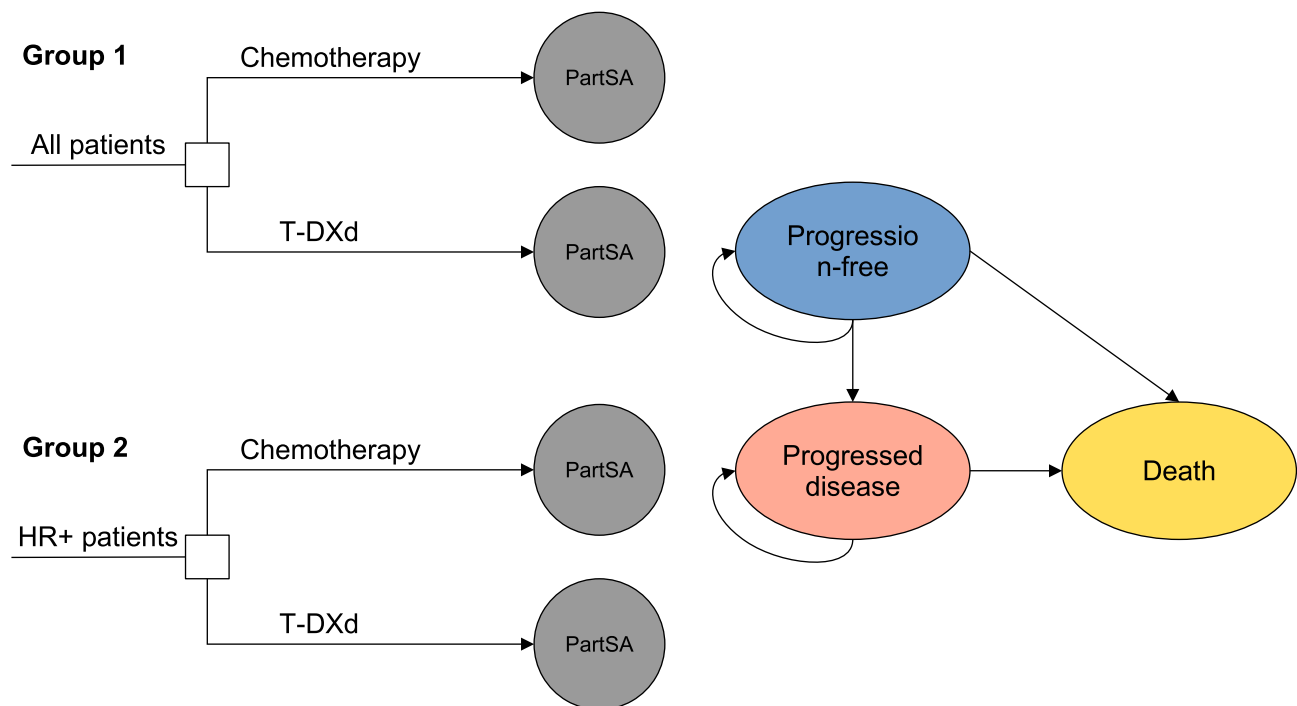 Group 1
Chemotherapy
PartSA
All patients
T-DXd
PartSA
Group 2
Chemotherapy
PartSA
HR+ patients
T-DXd
PartSA
Progressio
n-free
Progressed
disease
Death